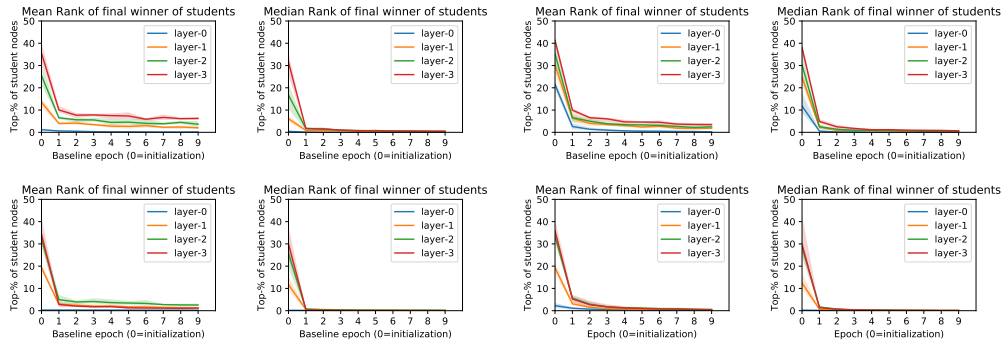 Mean Rank of final winner of students
Top-% of student nodes
50
40
30
20
10
0
layer-0
layer-1
layer-2
layer-3
0 1 2 3 4 5 6 7 8 9
Baseline epoch (0=initialization)
Median Rank of final winner of students
Top-% of student nodes
50
40
30
20
10
0
layer-0
layer-1
layer-2
layer-3
0 1 2 3 4 5 6 7 8 9
Baseline epoch (0=initialization)
Mean Rank of final winner of students
Top-% of student nodes
50
40
30
20
10
0
layer-0
layer-1
layer-2
layer-3
0 1 2 3 4 5 6 7 8 9
Baseline epoch (0=initialization)
Median Rank of final winner of students
Top-% of student nodes
50
40
30
20
10
0
layer-0
layer-1
layer-2
layer-3
0 1 2 3 4 5 6 7 8 9
Baseline epoch (0=initialization)
Mean Rank of final winner of students
Top-% of student nodes
50
40
30
20
10
0
layer-0
layer-1
layer-2
layer-3
0 1 2 3 4 5 6 7 8 9
Baseline epoch (0=initialization)
Median Rank of final winner of students
Top-% of student nodes
50
40
30
20
10
0
layer-0
layer-1
layer-2
layer-3
0 1 2 3 4 5 6 7 8 9
Baseline epoch (0=initialization)
Mean Rank of final winner of students
Top-% of student nodes
50
40
30
20
10
0
layer-0
layer-1
layer-2
layer-3
0 1 2 3 4 5 6 7 8 9
Epoch (0=initialization)
Median Rank of final winner of students
Top-% of student nodes
50
40
30
20
10
0
layer-0
layer-1
layer-2
layer-3
0 1 2 3 4 5 6 7 8 9
Epoch (0=initialization)